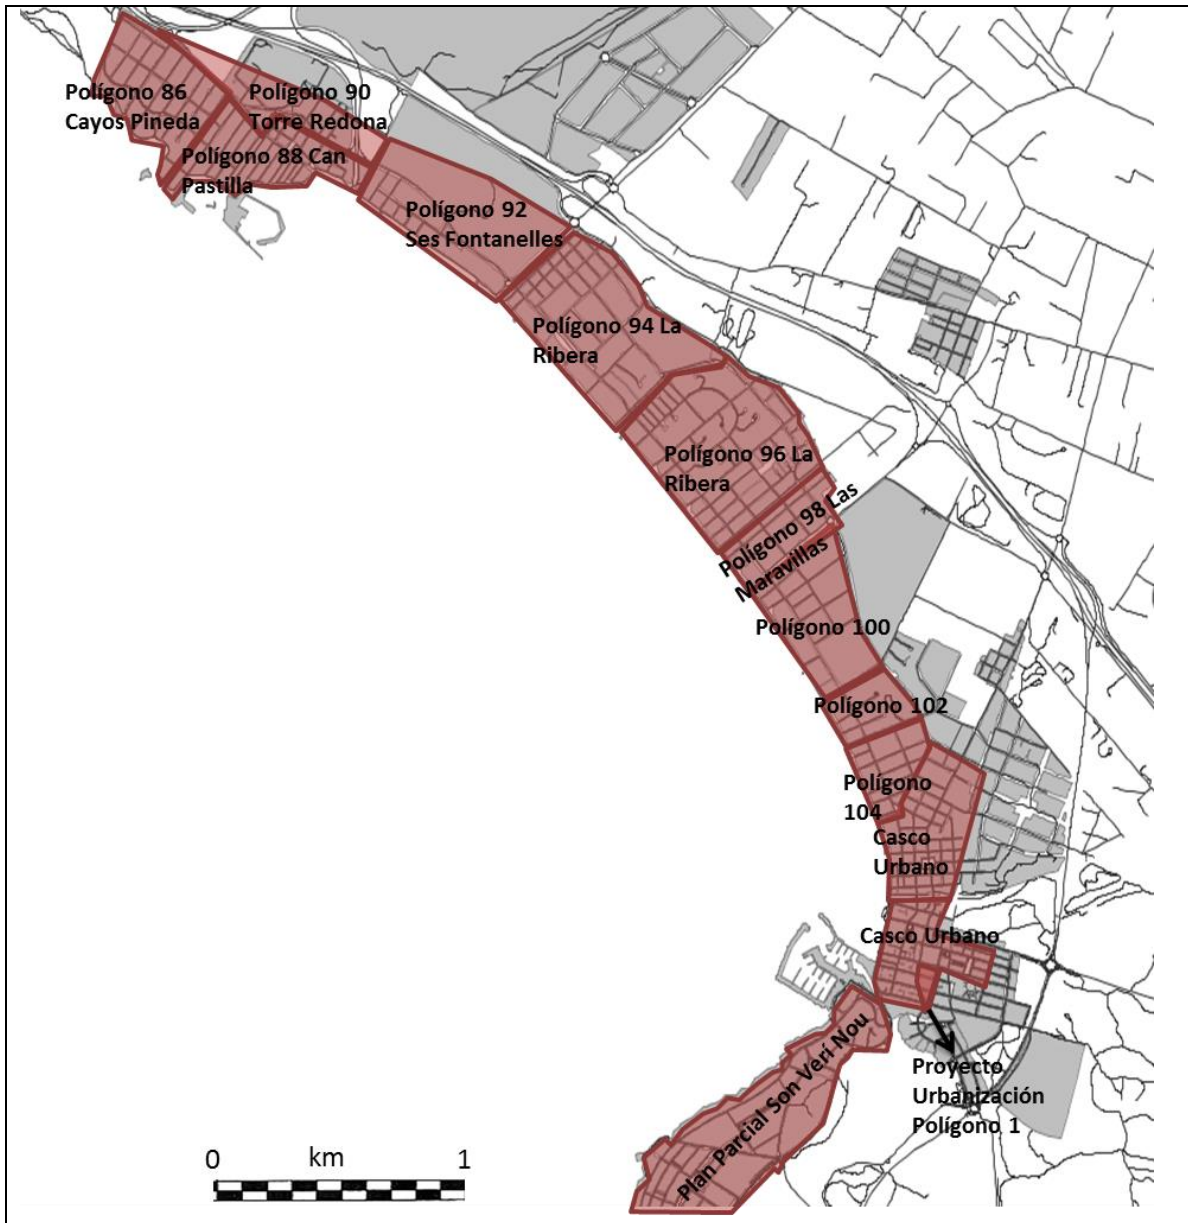 Polígono 86
Cayos Pineda
Polígono 90
Torre Redona
Polígono 88 Can
Pastilla
Polígono 92
Ses Fontanelles
Polígono 94 La
Ribera
Polígono 96 La
Ribera
Polígono 98 Las
Maravillas
Polígono 100
Polígono 102
Polígono
104
Casco
Urbano
Casco Urbano
Plan Parcial Son Verí Nou
Proyecto
Urbanización
Polígono 1
0 km 1